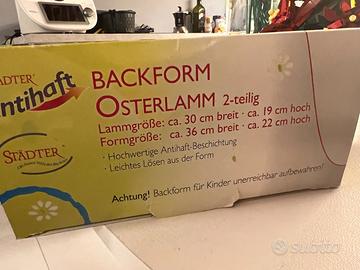 ÄDTER
ntihaft
STÄDTER
BACKFORM
OSTERLAMM 2-teilig
Lammgröße: ca. 30 cm breit · ca. 19 cm hoch
Formgröße: ca. 36 cm breit · ca. 22 cm hoch
· Hochwertige Antihaft-Beschichtung
· Leichtes Lösen aus der Form
Achtung! Backform für Kinder unerreichbar aufbewahren!
subito